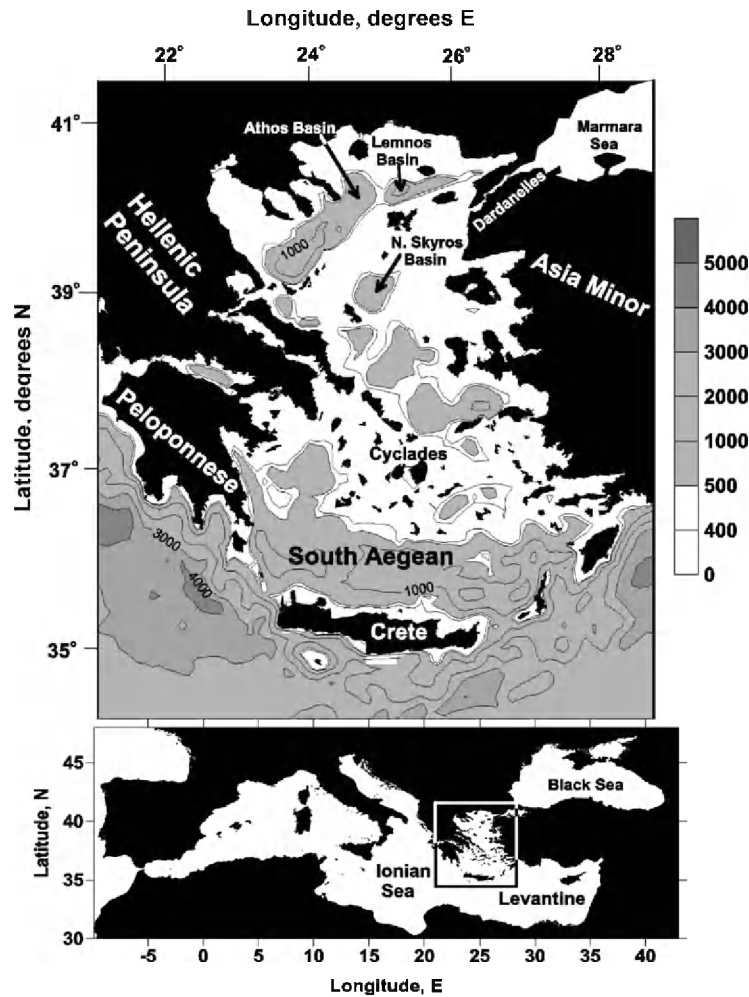 Longitude, degrees E
22° 24° 26° 28°
41°
39°
37°
35°
Latitude, degrees N
Athos Basin
Lemnos
Basin
Marmara
Sea
Dardanelles
Hellenic
Peninsula
1000
N. Skyros
Basin
Asia Minor
Peloponnese
Cyclades
3000
4000
South Aegean
1000
Crete
5000
4000
3000
2000
1000
500
400
0
Latitude, N
45
40
35
30
Black Sea
Ionian
Sea
Levantine
-5 0 5 10 15 20 25 30 35 40
Longitude, E